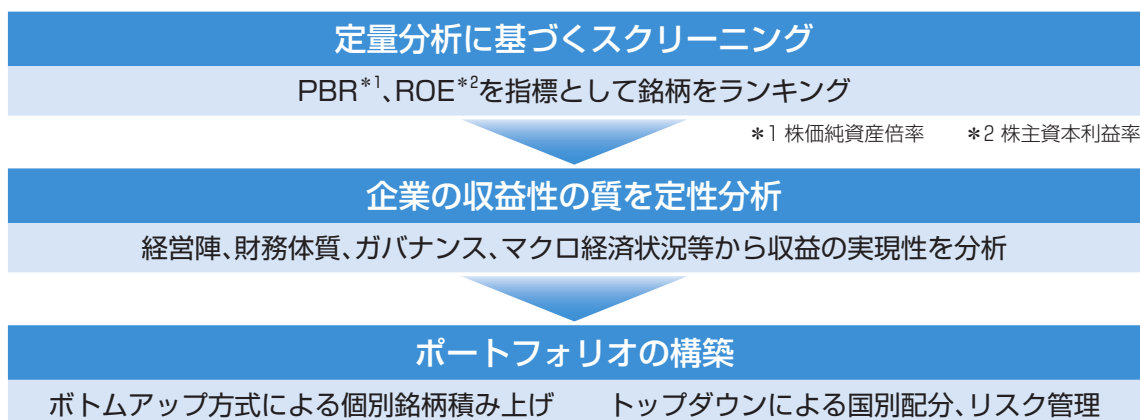 定量分析に基づくスクリーニング
PBR*1、ROE*2を指標として銘柄をランキング
*1 株価純資産倍率　*2 株主資本利益率
企業の収益性の質を定性分析
経営陣、財務体質、ガバナンス、マクロ経済状況等から収益の実現性を分析
ポートフォリオの構築
ボトムアップ方式による個別銘柄積み上げ　トップダウンによる国別配分、リスク管理